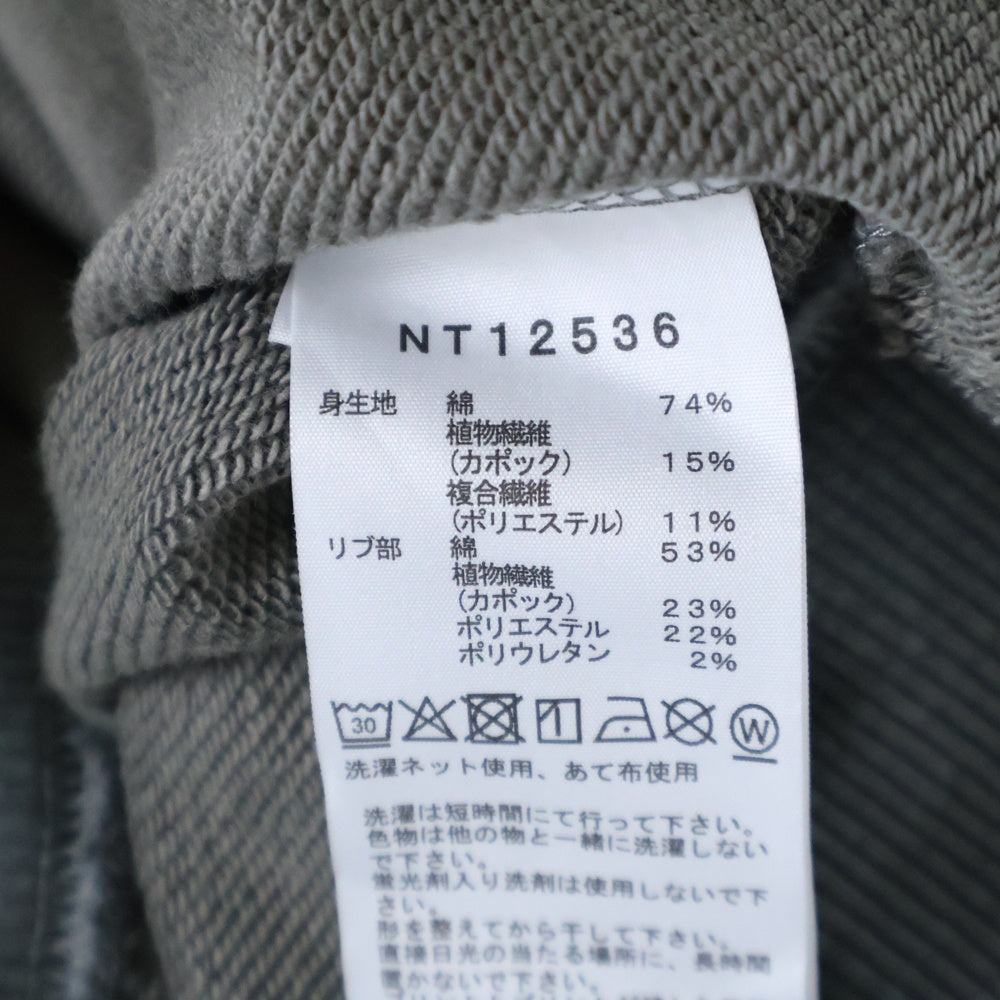 NT12536
身生地 綿 74%
植物繊維
(カポック) 15%
複合繊維
(ポリエステル) 11%
リブ部 綿 53%
植物繊維
(カポック) 23%
ポリエステル 22%
ポリウレタン 2%
30 W
洗濯ネット使用、あて布使用
洗濯は短時間にて行って下さい。
色物は他の物と一緒に洗濯しない
で下さい。
蛍光剤入り洗剤は使用しないで下
さい。
形を整えてから干して下さい。
直接日光の当たる場所に、長時間
置かないで下さい。